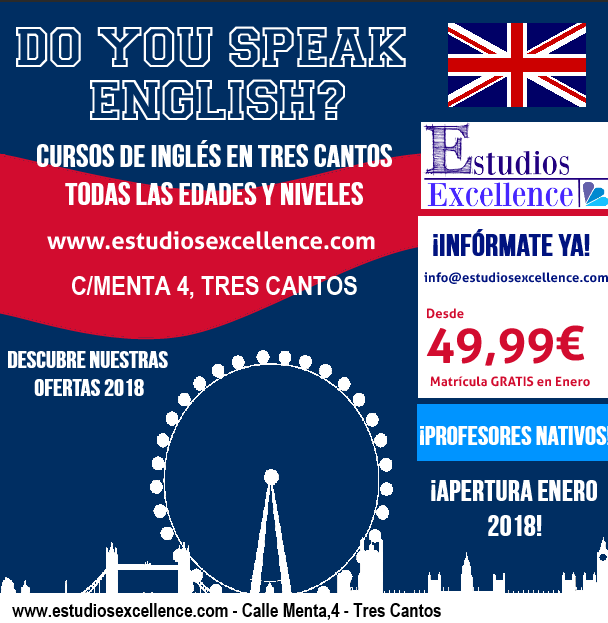 DO YOU SPEAK
ENGLISH?
CURSOS DE INGLÉS EN TRES CANTOS
TODAS LAS EDADES Y NIVELES
www.estudiosexcellence.com
C/MENTA 4, TRES CANTOS
DESCUBRE NUESTRAS
OFERTAS 2018
Estudios
Excellence
¡INFÓRMATE YA!
info@estudiosexcellence.com
Desde
49,99€
Matrícula GRATIS en Enero
¡PROFESORES NATIVOS!
¡APERTURA ENERO
2018!
www.estudiosexcellence.com - Calle Menta,4 - Tres Cantos